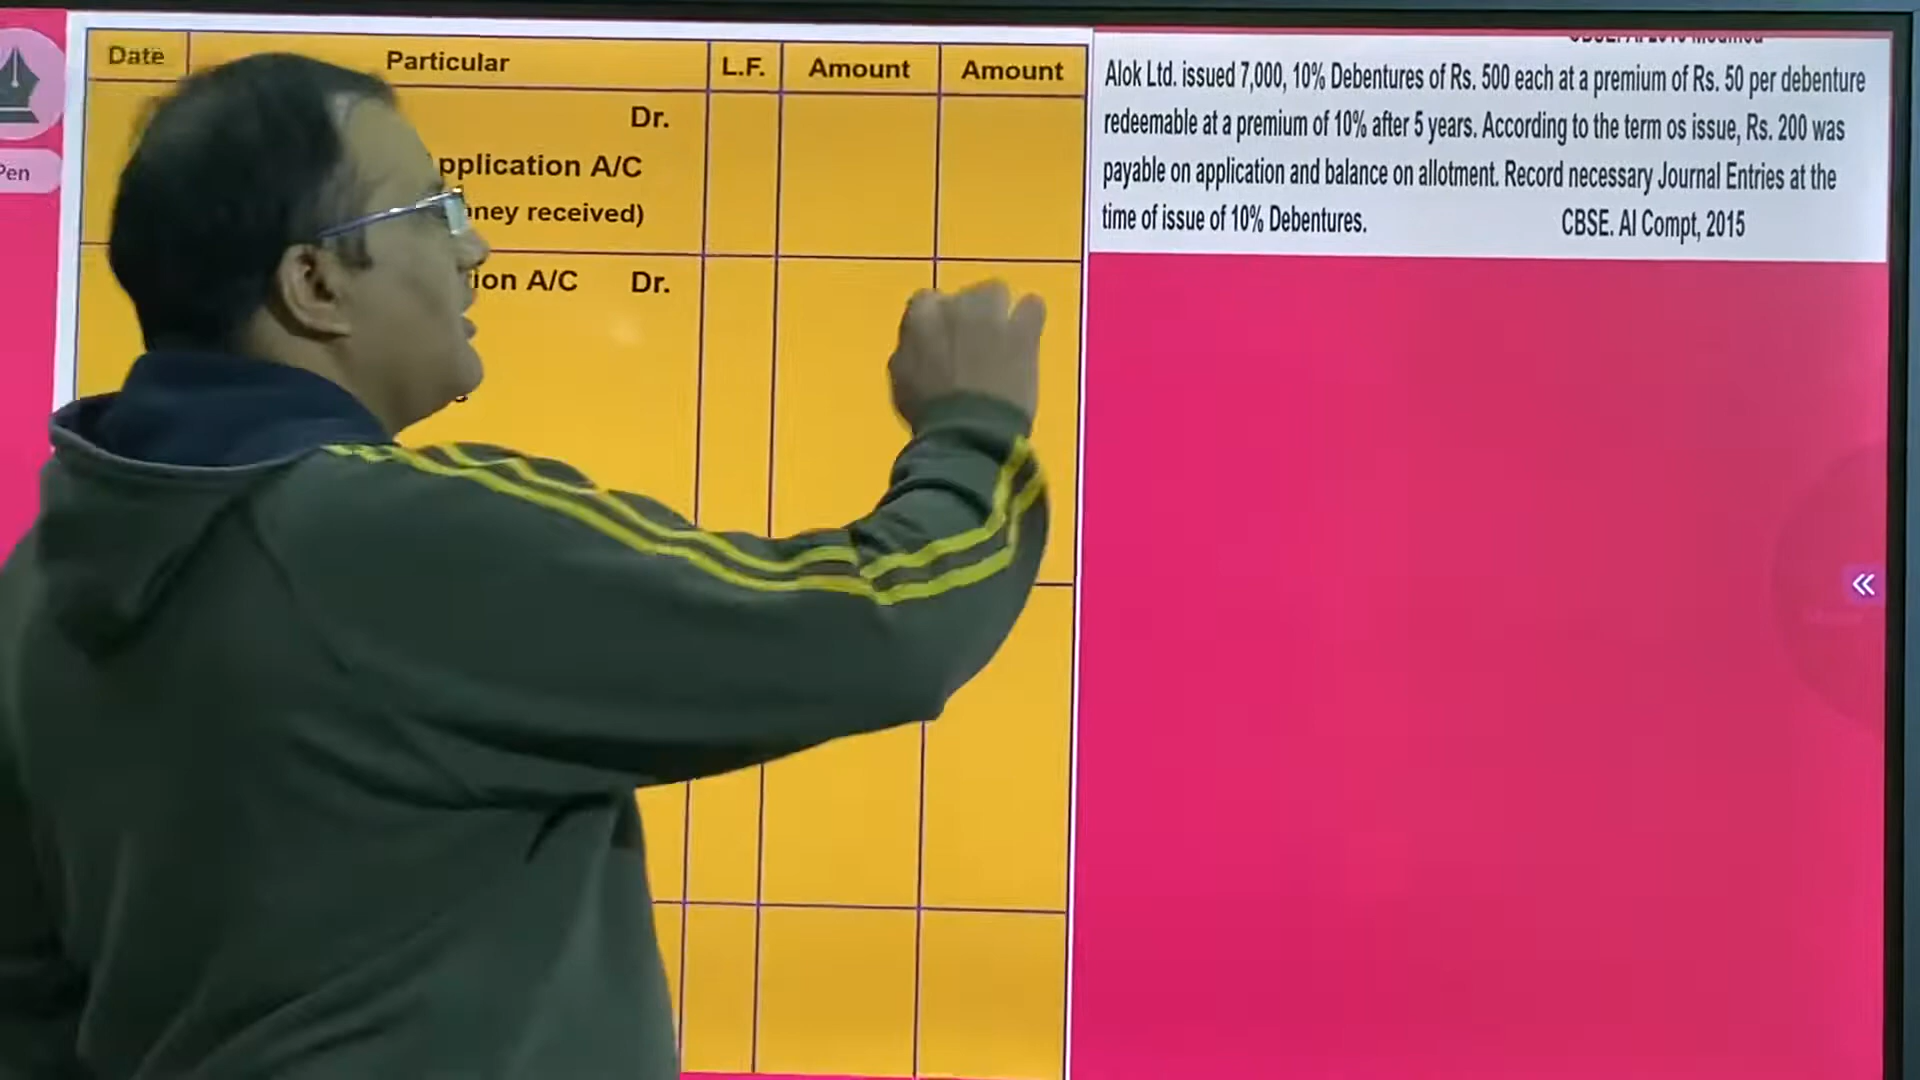 Date Particular L.F. Amount Amount
Dr.
pplication A/C
ney received)
ion A/C Dr.
Pen
Alok Ltd. issued 7,000, 10% Debentures of Rs. 500 each at a premium of Rs. 50 per debenture
redeemable at a premium of 10% after 5 years. According to the term os issue, Rs. 200 was
payable on application and balance on allotment. Record necessary Journal Entries at the
time of issue of 10% Debentures. CBSE. AI Compt, 2015